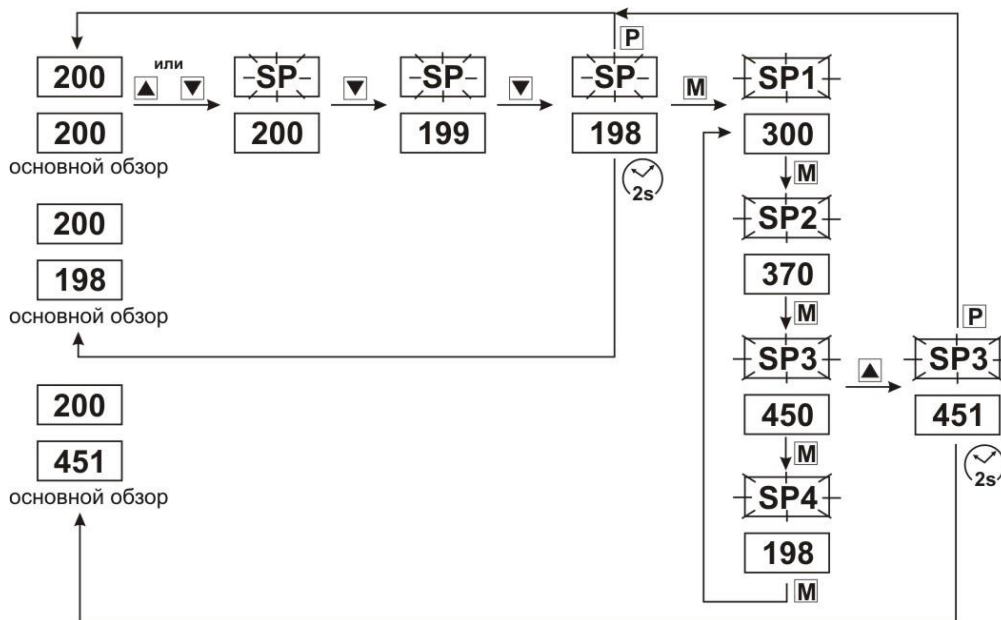 P
200 или SP SP SP M SP1
200 200 199 198 300
основной обзор
2s
M
200
SP2
198
370
основной обзор
M
P
SP3 SP3
200
450 451
451
M
2s
основной обзор
SP4
198
M